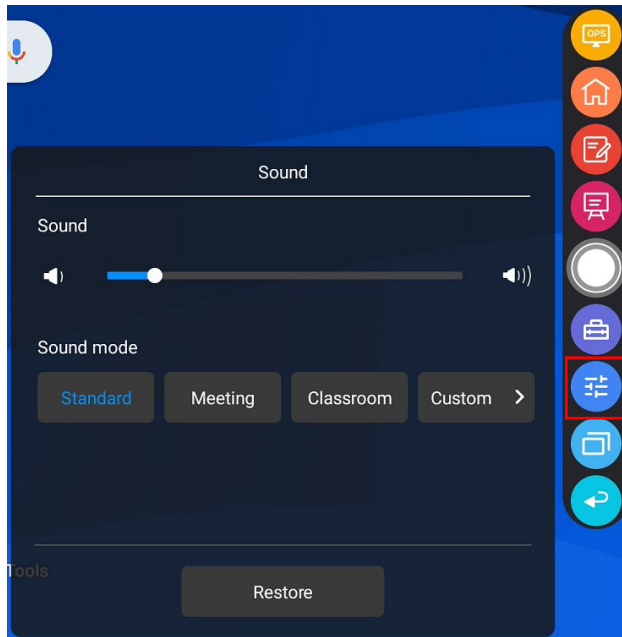 OPS
Sound
Sound
Sound mode
Standard Meeting Classroom Custom >
Tools
Restore